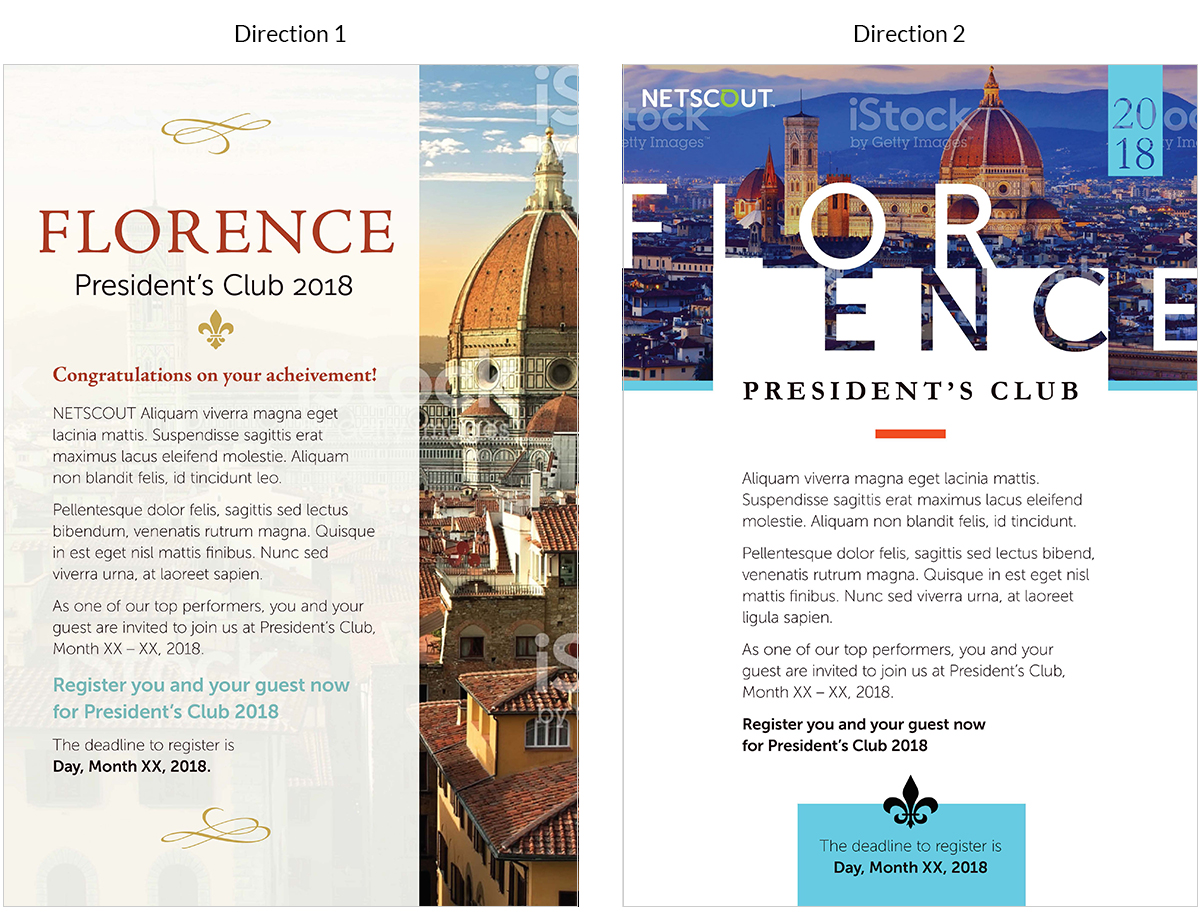 Direction 1
FLORENCE
President's Club 2018
Congratulations on your acheivement!
NETSCOUT Aliquam viverra magna eget
lacinia mattis. Suspendisse sagittis erat
maximus lacus eleifend molestie. Aliquam
non blandit felis, id tincidunt leo.
Pellentesque dolor felis, sagittis sed lectus
bibendum, venenatis rutrum magna. Quisque
in est eget nisl mattis finibus. Nunc sed
viverra urna, at laoreet sapien.
As one of our top performers, you and your
guest are invited to join us at President's Club,
Month XX – XX, 2018.
Register you and your guest now
for President's Club 2018
The deadline to register is
Day, Month XX, 2018.
iS
iStock
iStock
iS
by
Direction 2
NETSCOUT
iStock
by Getty Images
20
18
FLOR
ENCE
PRESIDENT'S CLUB
Aliquam viverra magna eget lacinia mattis.
Suspendisse sagittis erat maximus lacus eleifend
molestie. Aliquam non blandit felis, id tincidunt.
Pellentesque dolor felis, sagittis sed lectus bibend,
venenatis rutrum magna. Quisque in est eget nisl
mattis finibus. Nunc sed viverra urna, at laoreet
ligula sapien.
As one of our top performers, you and your
guest are invited to join us at President's Club,
Month XX – XX, 2018.
Register you and your guest now
for President's Club 2018
The deadline to register is
Day, Month XX, 2018